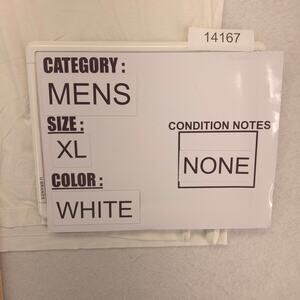 14167
CATEGORY :
MENS
SIZE :
XL
COLOR :
WHITE
CONDITION NOTES
NONE